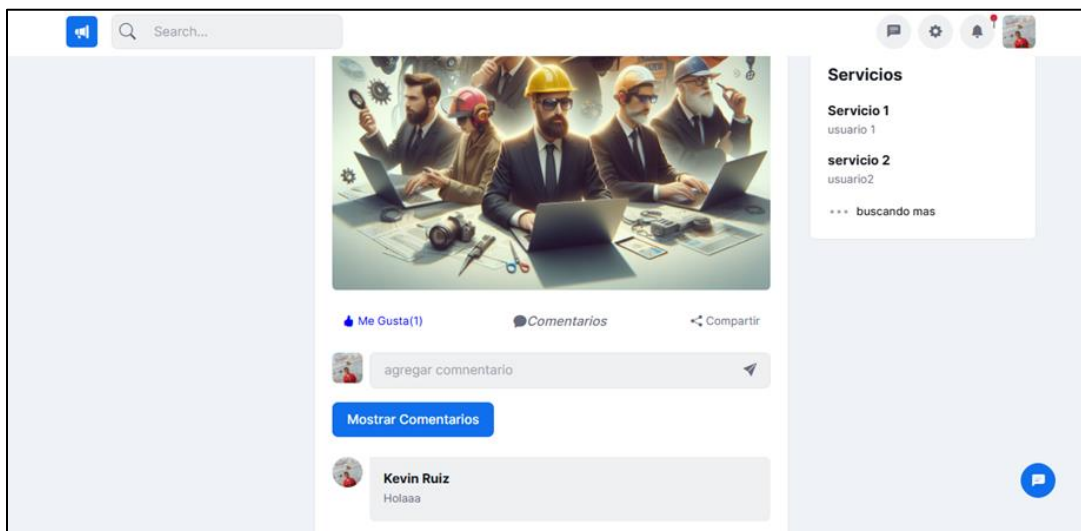 Search...
Servicios
Servicio 1
usuario 1
servicio 2
usuario2
buscando mas
Me Gusta(1)
Comentarios
Compartir
agregar comnentario
Mostrar Comentarios
Kevin Ruiz
Holaaa